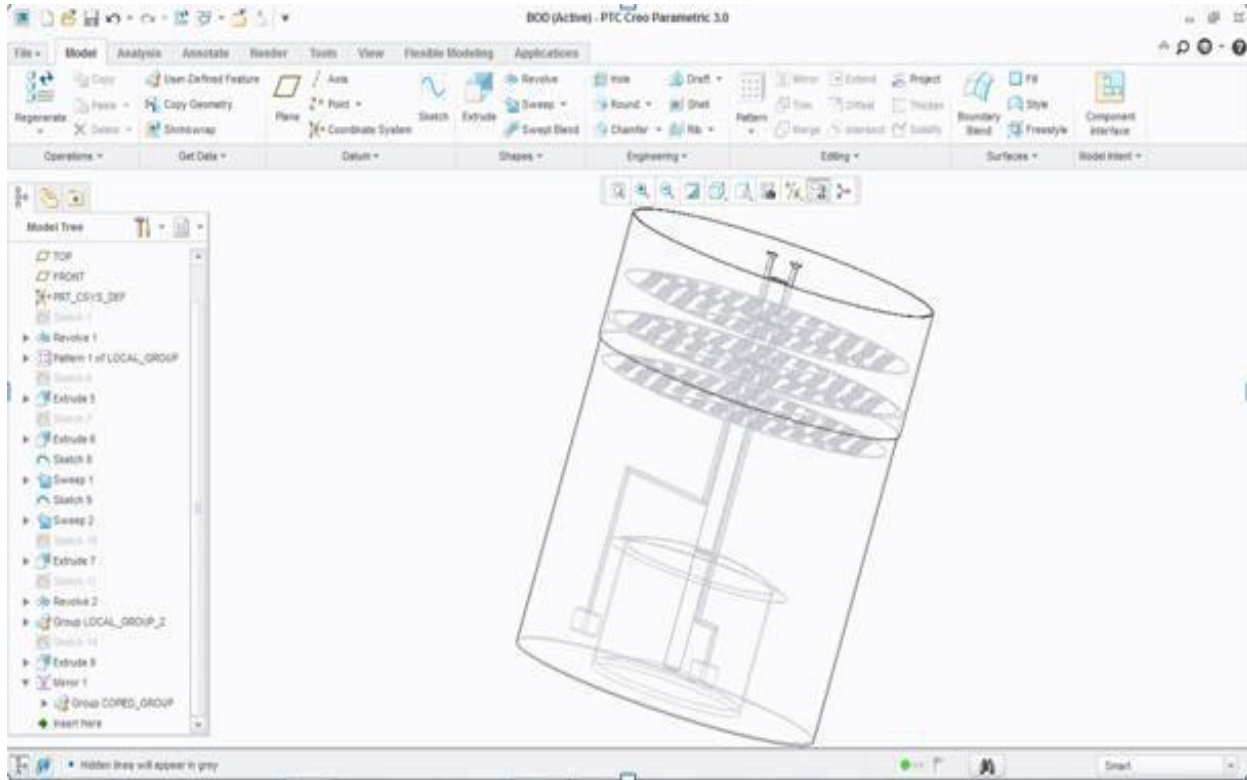 BOD (Active) - PTC Creo Parametric 3.0
File Model Analysis Annotate Render Tools View Flexible Modeling Applications
Regenerate
Copy
Paste
Delete
User-Defined Feature
Copy Geometry
Shrinkwrap
Plane
Axis
Point
Coordinate System
Sketch
Extrude
Revolve
Sweep
Swept Blend
Hole
Round
Chamfer
Draft
Shell
Rib
Pattern
Mirror
Trim
Merge
Extend
Offset
Intersect
Project
Thicken
Solidify
Boundary
Blend
Fill
Style
Freestyle
Component
Interface
Operations Get Data Datum Shapes Engineering Editing Surfaces Model Intent
Model Tree
TOP
FRONT
PRT_CSYS_DEF
Revolve 1
Pattern 1 of LOCAL_GROUP
Extrude 5
Extrude 6
Sketch 8
Sweep 1
Sketch 9
Sweep 2
Extrude 7
Revolve 2
Group LOCAL_GROUP_2
Sketch 14
Mirror 1
Group COPIED_GROUP
Insert here
Hidden lines will appear in grey
Smart